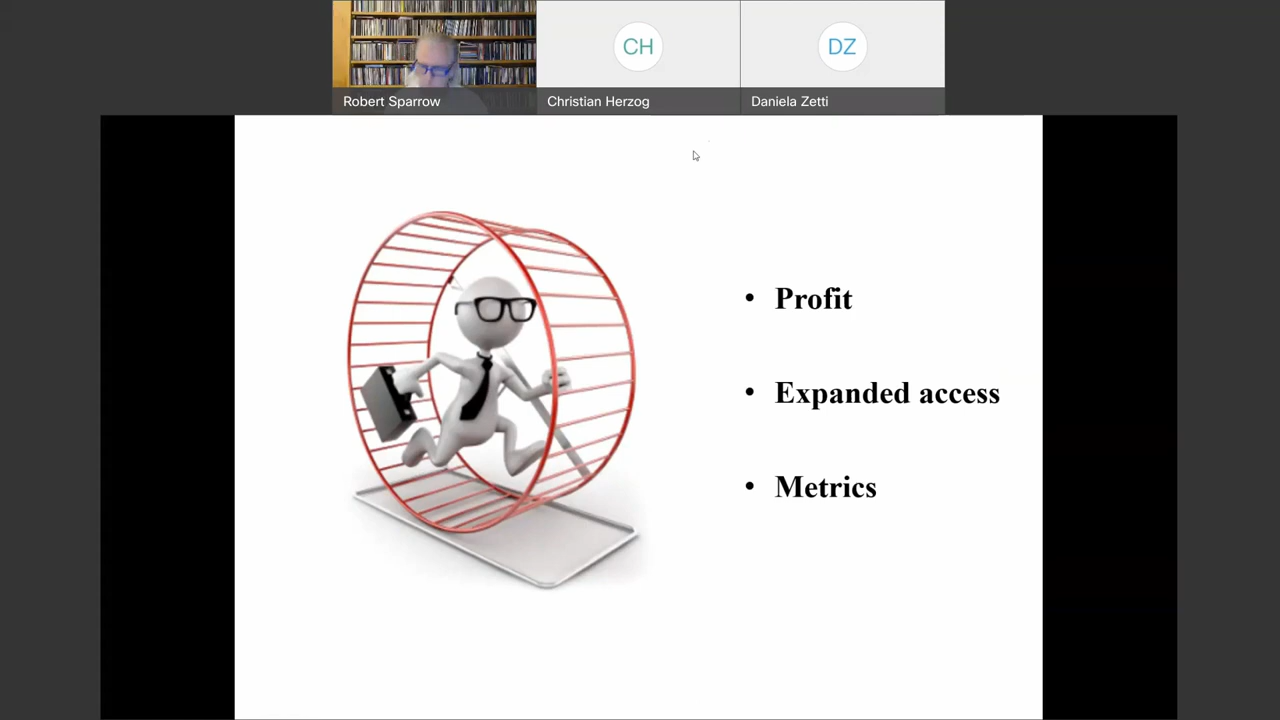 CH
DZ
Robert Sparrow
Christian Herzog
Daniela Zetti
• Profit
• Expanded access
• Metrics